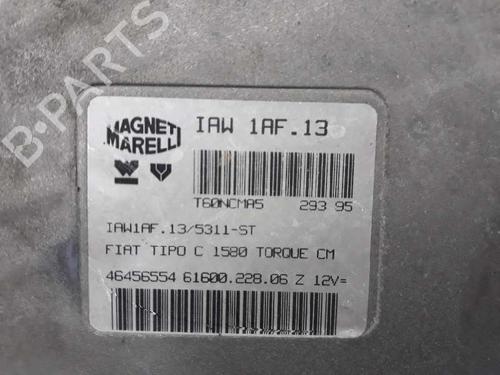 B-PARTS
MAGNETI MARELLI
IAW 1AF.13
T60NCMA5 293 95
IAW1AF.13/5311-ST
FIAT TIPO C 1580 TORQUE CM
46456554 61600.228.06 Z 12V=